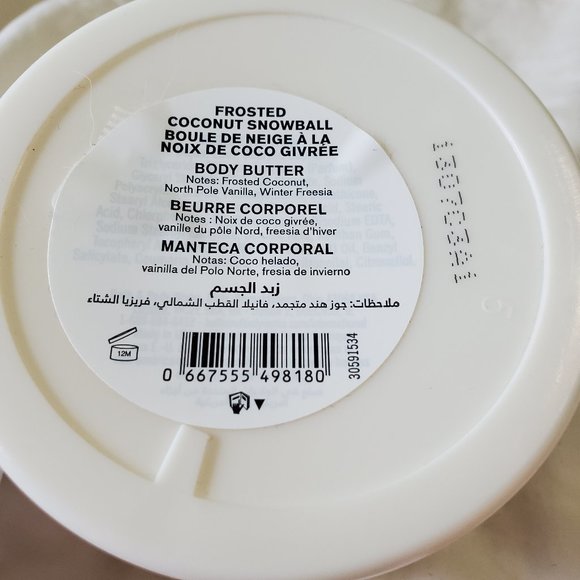 FROSTED
COCONUT SNOWBALL
BOULE DE NEIGE À LA
NOIX DE COCO GIVRÉE
BODY BUTTER
Notes: Frosted Coconut,
North Pole Vanilla, Winter Freesia
BEURRE CORPOREL
Notes : Noix de coco givrée,
vanille du pôle Nord, freesia d'hiver
MANTECA CORPORAL
Notas: Coco helado,
vainilla del Polo Norte, fresia de invierno
زبد الجسم
ملاحظات: جوز هند متجمد، فانيلا القطب الشمالي، فريزيا الشتاء
12M
0 667555 498180
30591534